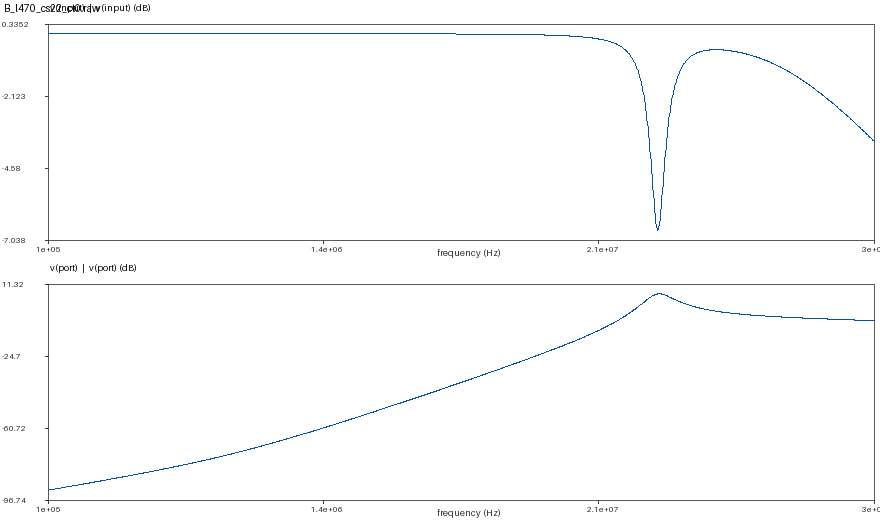 v(input) (dB)
0.3352
-2.123
-4.58
-7.038
1e+05
1.4e+06
2.1e+07
3e+0
frequency (Hz)
v(port) | v(port) (dB)
11.32
-24.7
-60.72
-96.74
1e+05
1.4e+06
2.1e+07
3e+0
frequency (Hz)